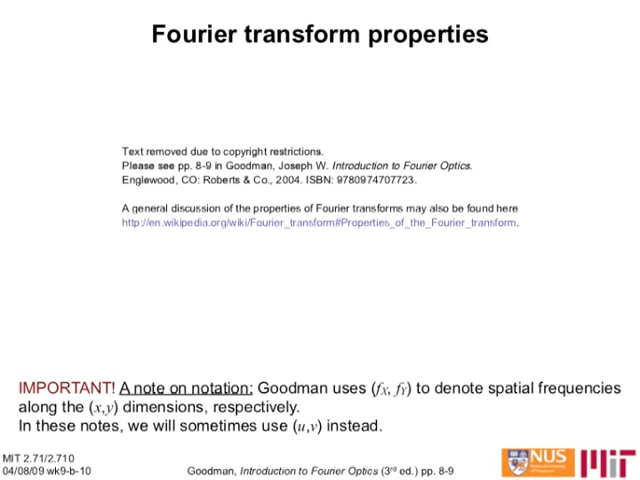 Fourier transform properties
Text removed due to copyright restrictions.
Please see pp. 8-9 in Goodman, Joseph W. Introduction to Fourier Optics.
Englewood, CO: Roberts & Co., 2004. ISBN: 9780974707723.
A general discussion of the properties of Fourier transforms may also be found here
http://en.wikipedia.org/wiki/Fourier_transform#Properties_of_the_Fourier_transform.
IMPORTANT! A note on notation: Goodman uses (fX, fY) to denote spatial frequencies
along the (x,y) dimensions, respectively.
In these notes, we will sometimes use (u,v) instead.
MIT 2.71/2.710
04/08/09 wk9-b-10
Goodman, Introduction to Fourier Optics (3rd ed.) pp. 8-9
NUS
MIT